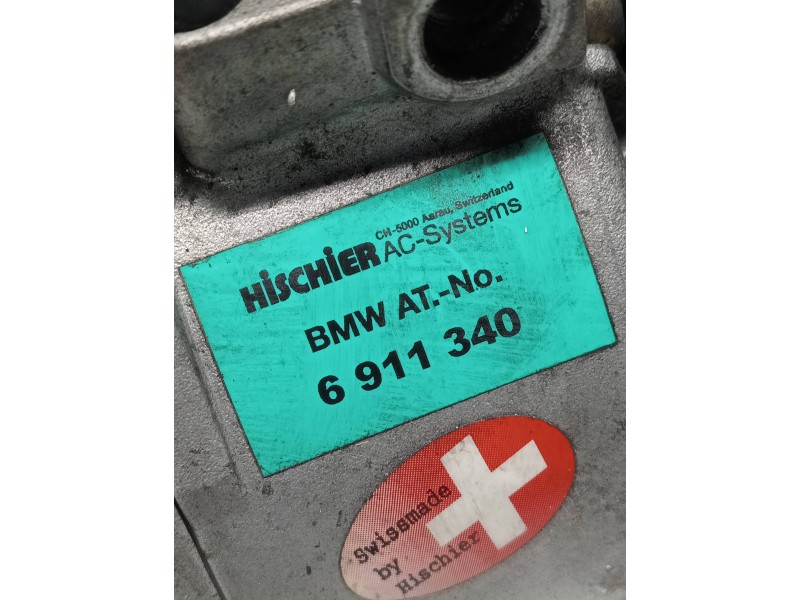 CH-5000 Aarau, Switzerland
HiSCHiER AC-Systems
BMW AT.-No.
6 911 340
Swissmade
by
Hischier